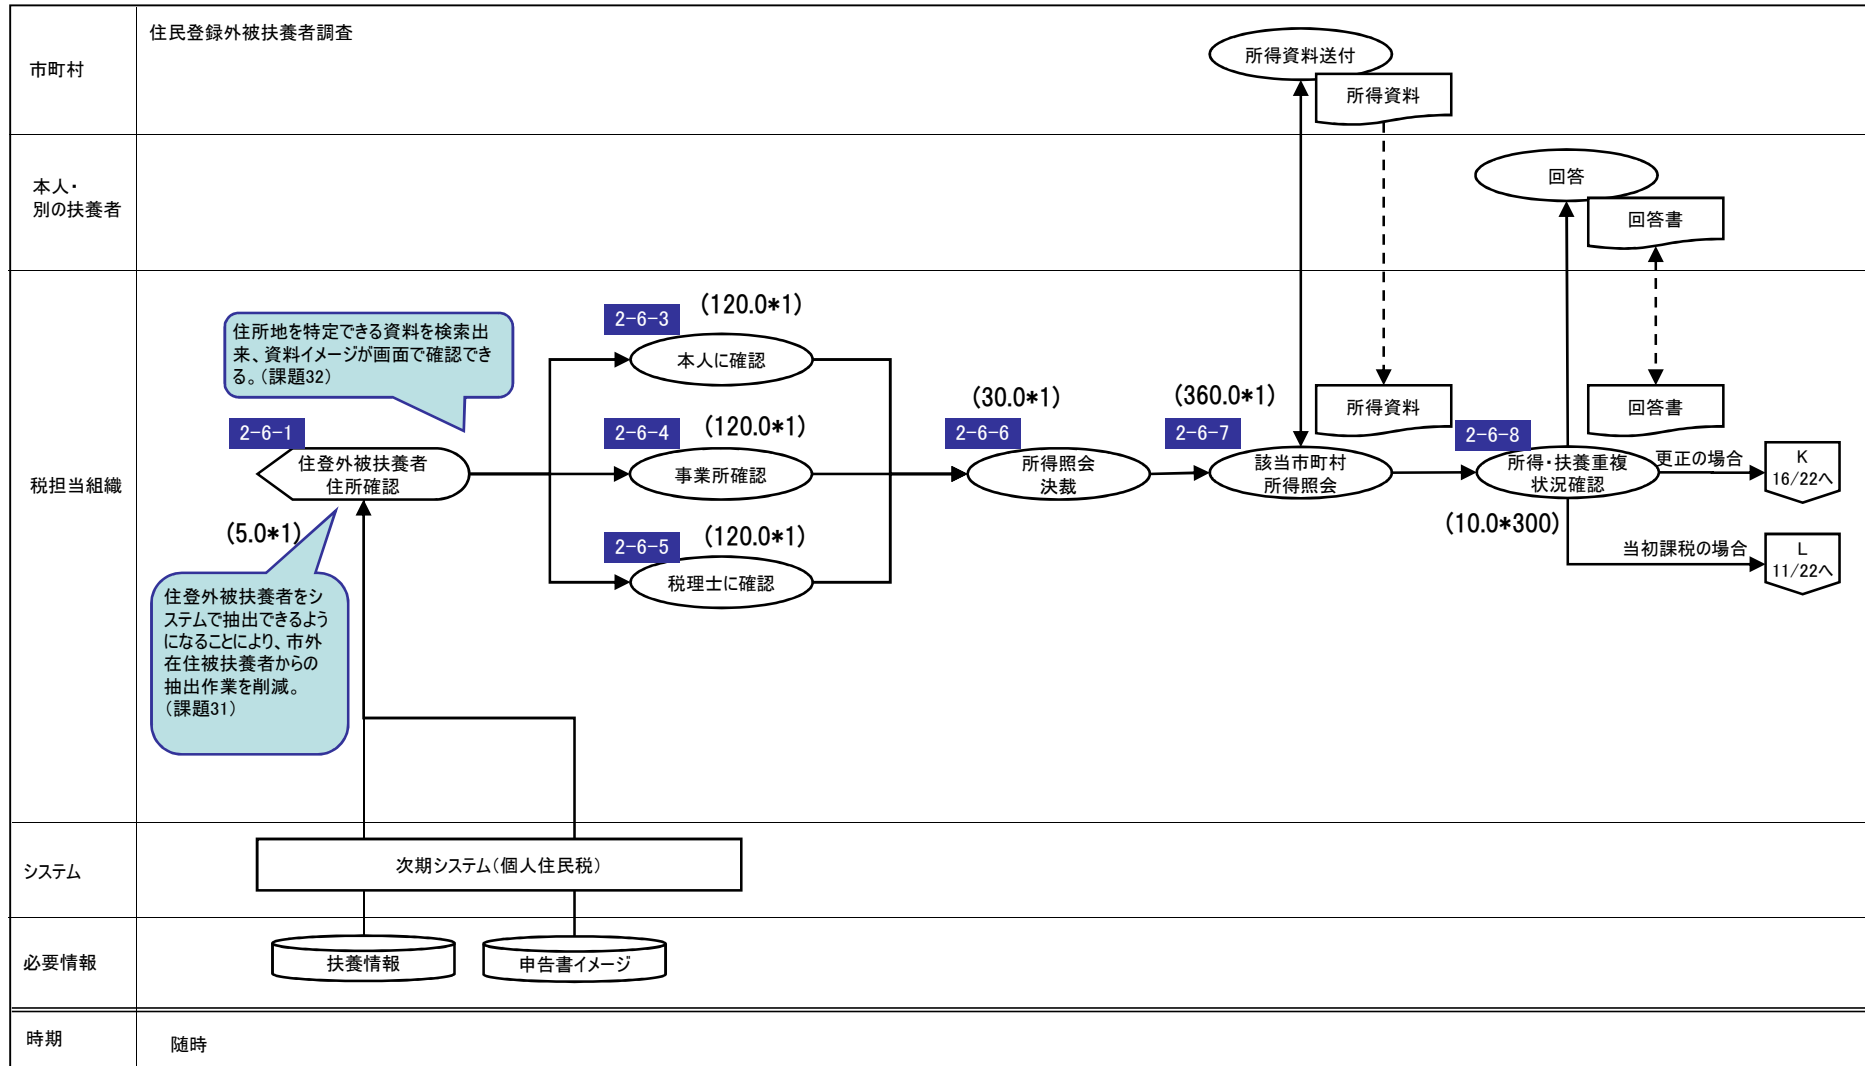 市町村
住民登録外被扶養者調査
所得資料送付
所得資料
本人・
別の扶養者
回答
回答書
税担当組織
住所地を特定できる資料を検索出
来、資料イメージが画面で確認でき
る。（課題32）
2-6-1
住登外被扶養者
住所確認
(5.0*1)
住登外被扶養者をシ
ステムで抽出できるよう
になることにより、市外
在住被扶養者からの
抽出作業を削減。
（課題31）
2-6-3
(120.0*1)
本人に確認
2-6-4
(120.0*1)
事業所確認
2-6-5
(120.0*1)
税理士に確認
(30.0*1)
2-6-6
所得照会
決裁
(360.0*1)
2-6-7
該当市町村
所得照会
所得資料
回答書
2-6-8
所得・扶養重複
状況確認
(10.0*300)
更正の場合
K
16/22へ
当初課税の場合
L
11/22へ
システム
次期システム（個人住民税）
必要情報
扶養情報
申告書イメージ
時期
随時